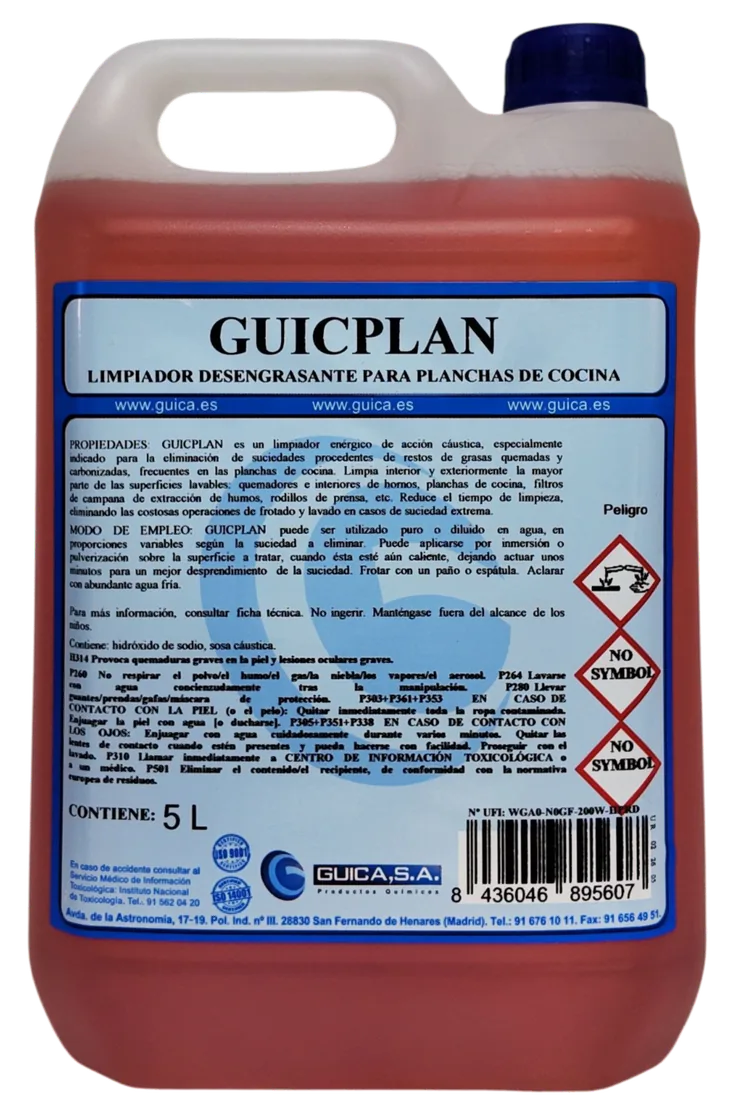 GUICPLAN
LIMPIADOR DESENGRASANTE PARA PLANCHAS DE COCINA
www.guica.es www.guica.es www.guica.es
PROPIEDADES: GUICPLAN es un limpiador enérgico de acción cáustica, especialmente
indicado para la eliminación de suciedades procedentes de restos de grasas quemadas y
carbonizadas, frecuentes en las planchas de cocina. Limpia interior y exteriormente la mayor
parte de las superficies lavables: quemadores e interiores de hornos, planchas de cocina, filtros
de campana de extracción de humos, rodillos de prensa, etc. Reduce el tiempo de limpieza,
eliminando las costosas operaciones de frotado y lavado en casos de suciedad extrema.
MODO DE EMPLEO: GUICPLAN puede ser utilizado puro o diluido en agua, en
proporciones variables según la suciedad a eliminar. Puede aplicarse por inmersión o
pulverización sobre la superficie a tratar, cuando ésta esté aún caliente, dejando actuar unos
minutos para un mejor desprendimiento de la suciedad. Frotar con un paño o espátula. Aclarar
con abundante agua fría.
Para más información, consultar ficha técnica. No ingerir. Manténgase fuera del alcance de los
niños.
Contiene: hidróxido de sodio, sosa cáustica.
H314 Provoca quemaduras graves en la piel y lesiones oculares graves.
P260 No respirar el polvo/el humo/el gas/la niebla/los vapores/el aerosol. P264 Lavarse
con agua concienzudamente tras la manipulación. P280 Llevar
guantes/prendas/gafas/máscara de protección. P303+P361+P353 EN CASO DE
CONTACTO CON LA PIEL (o el pelo): Quitar inmediatamente toda la ropa contaminada.
Enjuagar la piel con agua [o ducharse]. P305+P351+P338 EN CASO DE CONTACTO CON
LOS OJOS: Enjuagar con agua cuidadosamente durante varios minutos. Quitar las
lentes de contacto cuando estén presentes y pueda hacerse con facilidad. Proseguir con el
lavado. P310 Llamar inmediatamente a CENTRO DE INFORMACIÓN TOXICOLÓGICA o
a un médico. P501 Eliminar el contenido/el recipiente, de conformidad con la normativa
europea de residuos.
Peligro
NO
SYMBOL
NO
SYMBOL
CONTIENE: 5 L
Nº UFI: WGA0-N0GF-200W-
En caso de accidente consultar al
Servicio Médico de Información
Toxicológica: Instituto Nacional
de Toxicología. Tel.: 91 562 04 20
ISO 9001
ISO 14001
GUICA, S.A.
Productos Químicos
8 436046 895607
Avda. de la Astronomía, 17-19. Pol. Ind. nº III. 28830 San Fernando de Henares (Madrid). Tel.: 91 676 10 11. Fax: 91 656 49 51.